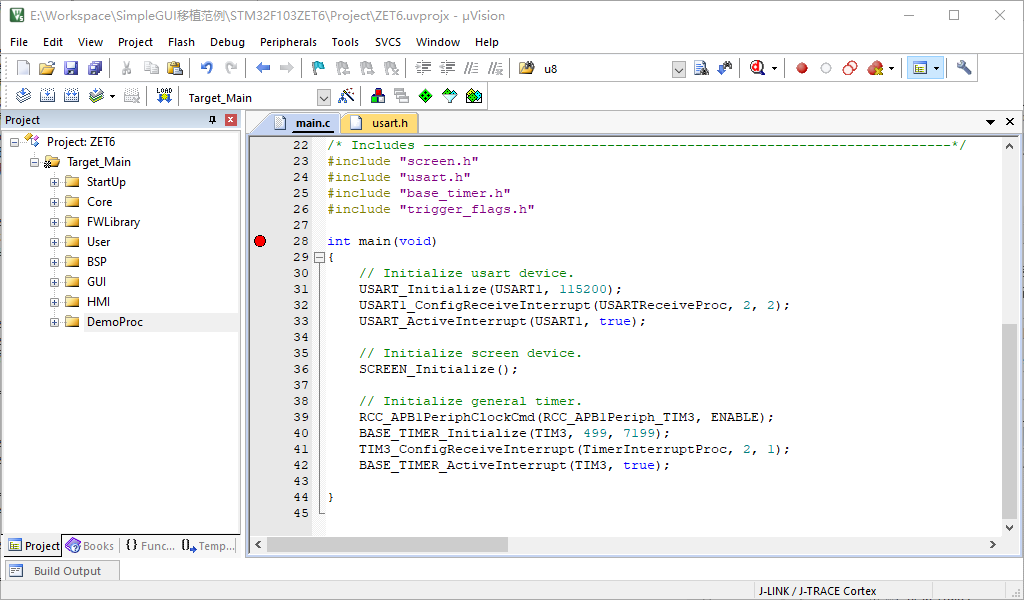 E:\Workspace\SimpleGUI移植范例\STM32F103ZET6\Project\ZET6.uvprojx - µVision
File Edit View Project Flash Debug Peripherals Tools SVCS Window Help
u8
LOAD Target_Main
Project
main.c usart.h
Project: ZET6
Target_Main
StartUp
Core
FWLibrary
User
BSP
GUI
HMI
DemoProc
22 /* Includes ------------------------------------------------------------------*/
23 #include "screen.h"
24 #include "usart.h"
25 #include "base_timer.h"
26 #include "trigger_flags.h"
27
28 int main(void)
29 {
30 // Initialize usart device.
31 USART_Initialize(USART1, 115200);
32 USART1_ConfigReceiveInterrupt(USARTReceiveProc, 2, 2);
33 USART_ActiveInterrupt(USART1, true);
34
35 // Initialize screen device.
36 SCREEN_Initialize();
37
38 // Initialize general timer.
39 RCC_APB1PeriphClockCmd(RCC_APB1Periph_TIM3, ENABLE);
40 BASE_TIMER_Initialize(TIM3, 499, 7199);
41 TIM3_ConfigReceiveInterrupt(TimerInterruptProc, 2, 1);
42 BASE_TIMER_ActiveInterrupt(TIM3, true);
43
44 }
45
Project Books {} Func... Temp...
Build Output
J-LINK / J-TRACE Cortex